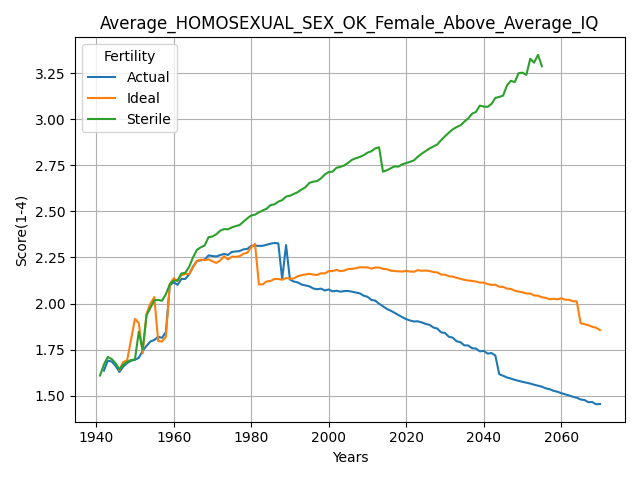 Average_HOMOSEXUAL_SEX_OK_Female_Above_Average_IQ
Fertility
Actual
Ideal
Sterile
Score(1-4)
3.25
3.00
2.75
2.50
2.25
2.00
1.75
1.50
1940 1960 1980 2000 2020 2040 2060
Years